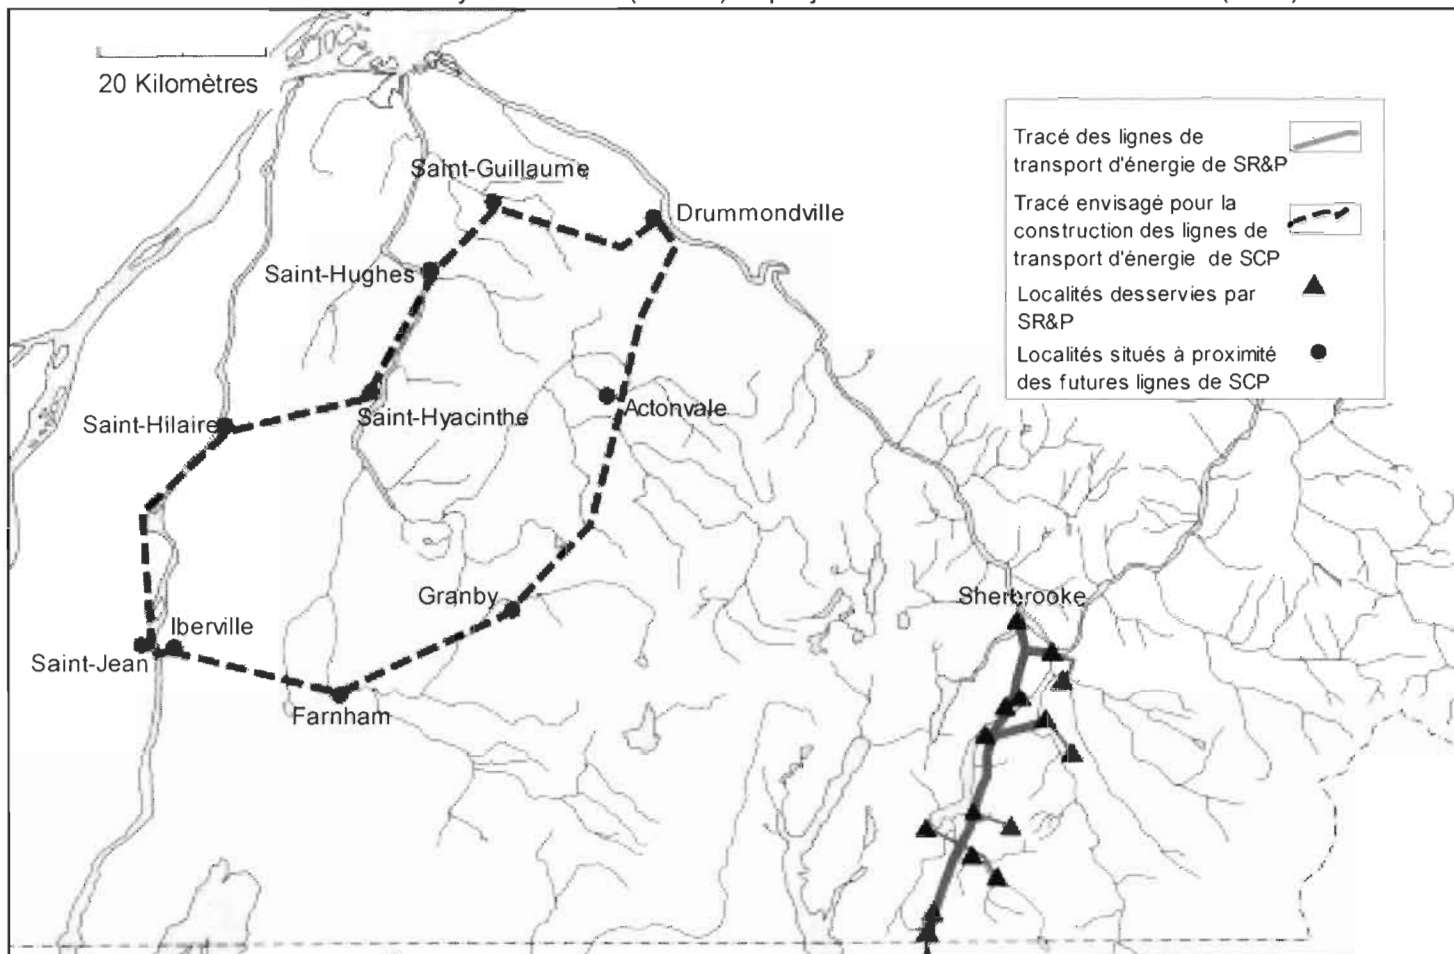 20 Kilomètres
Tracé des lignes de
transport d'énergie de SR&P
Tracé envisagé pour la
construction des lignes de
transport d'énergie de SCP
Localités desservies par
SR&P
Localités situés à proximité
des futures lignes de SCP
Saint-Guillaume
Drummondville
Saint-Hughes
Saint-Hilaire
Saint-Hyacinthe
Actonvale
Granby
Sherbrooke
Iberville
Saint-Jean
Farnham